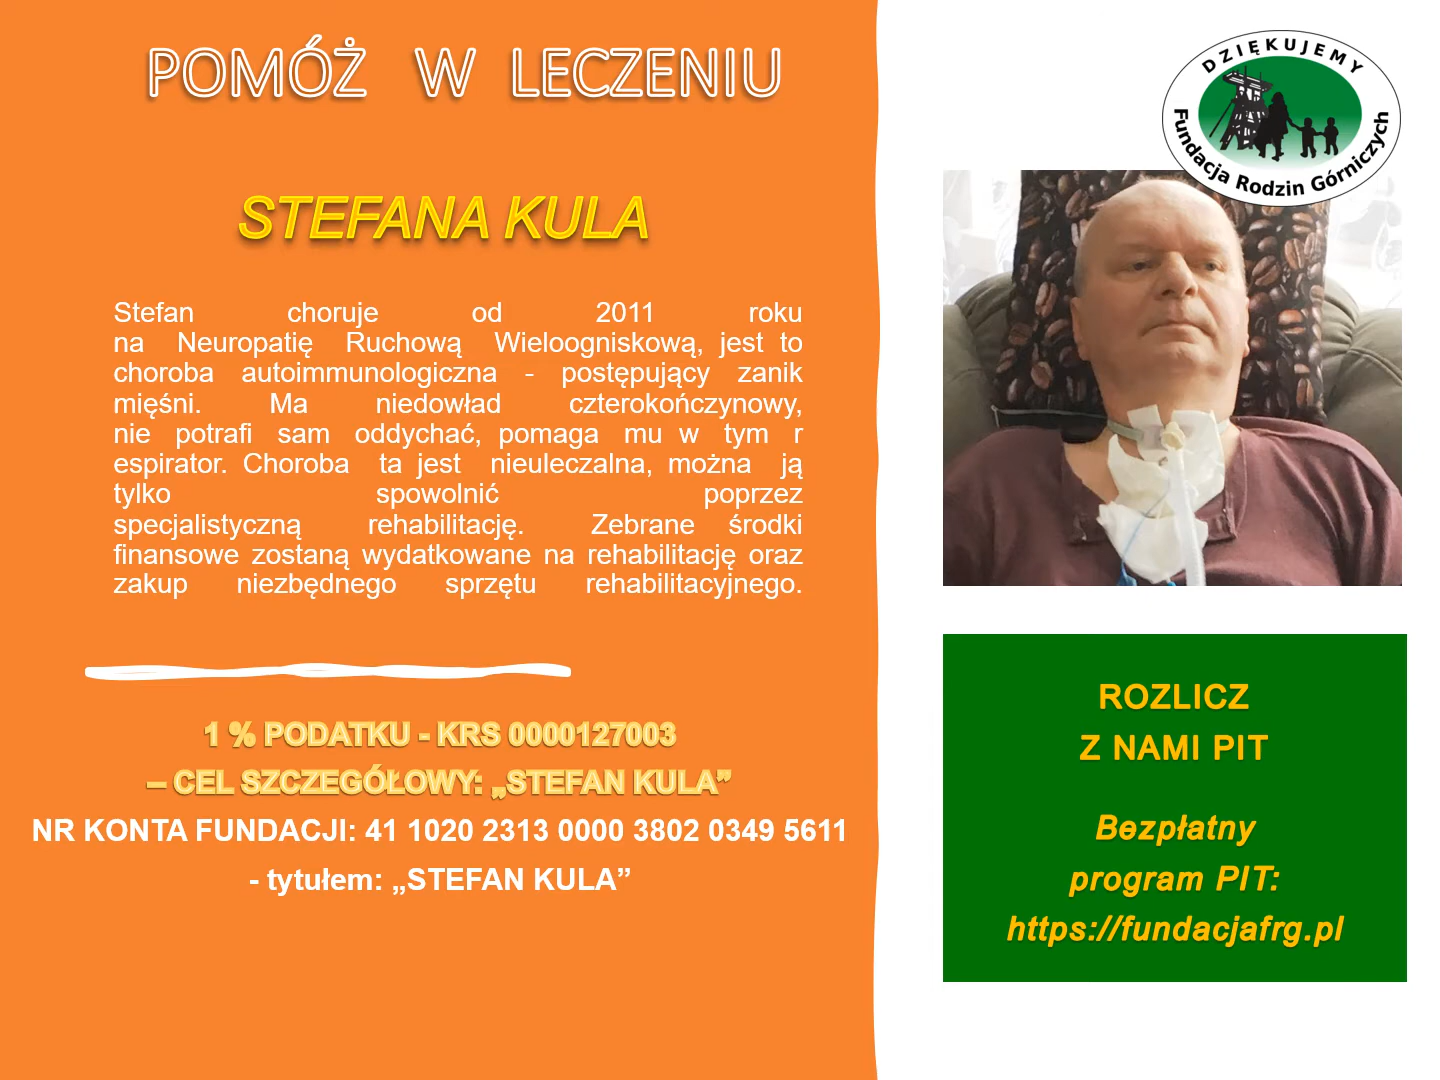 POMÓŻ W LECZENIU
STEFANA KULA
Stefan choruje od 2011 roku
na Neuropatię Ruchową Wieloogniskową, jest to
choroba autoimmunologiczna - postępujący zanik
mięśni. Ma niedowład czterokończynowy,
nie potrafi sam oddychać, pomaga mu w tym r
espirator. Choroba ta jest nieuleczalna, można ją
tylko spowolnić poprzez
specjalistyczną rehabilitację. Zebrane środki
finansowe zostaną wydatkowane na rehabilitację oraz
zakup niezbędnego sprzętu rehabilitacyjnego.
1 % PODATKU - KRS 0000127003
– CEL SZCZEGÓŁOWY: „STEFAN KULA”
NR KONTA FUNDACJI: 41 1020 2313 0000 3802 0349 5611
- tytułem: „STEFAN KULA”
DZIĘKUJEMY
Fundacja Rodzin Górniczych
ROZLICZ
Z NAMI PIT
Bezpłatny
program PIT:
https://fundacjafrg.pl